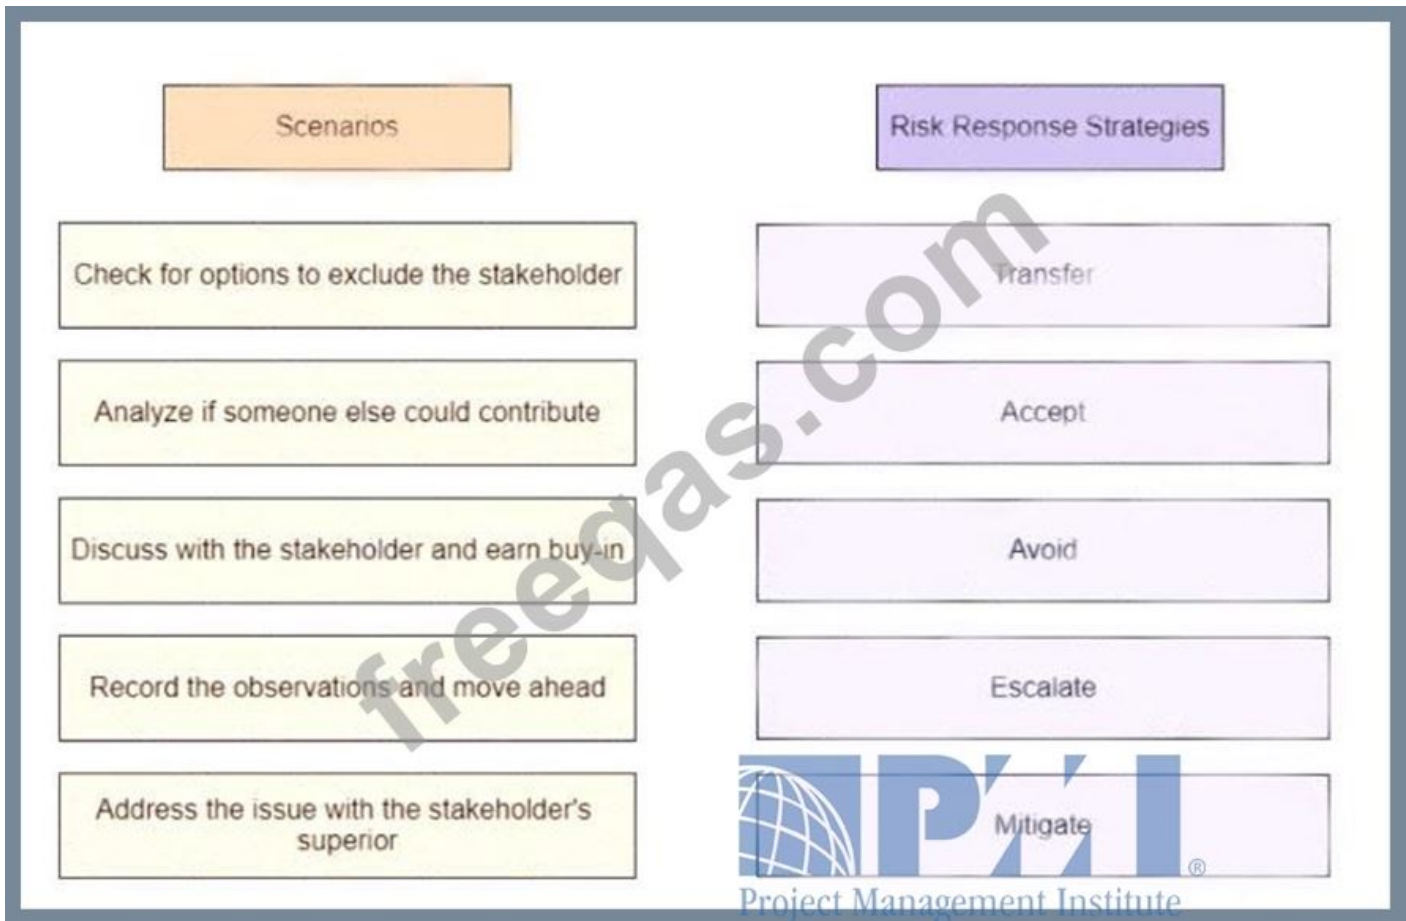 Scenarios
Risk Response Strategies
Check for options to exclude the stakeholder
Transfer
Analyze if someone else could contribute
Accept
Discuss with the stakeholder and earn buy-in
Avoid
Record the observations and move ahead
Escalate
Address the issue with the stakeholder's
superior
Mitigate
freeqas.com
PMI®
Project Management Institute